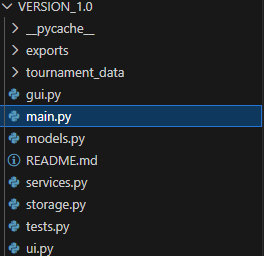 VERSION_1.0
__pycache__
exports
tournament_data
gui.py
main.py
models.py
README.md
services.py
storage.py
tests.py
ui.py